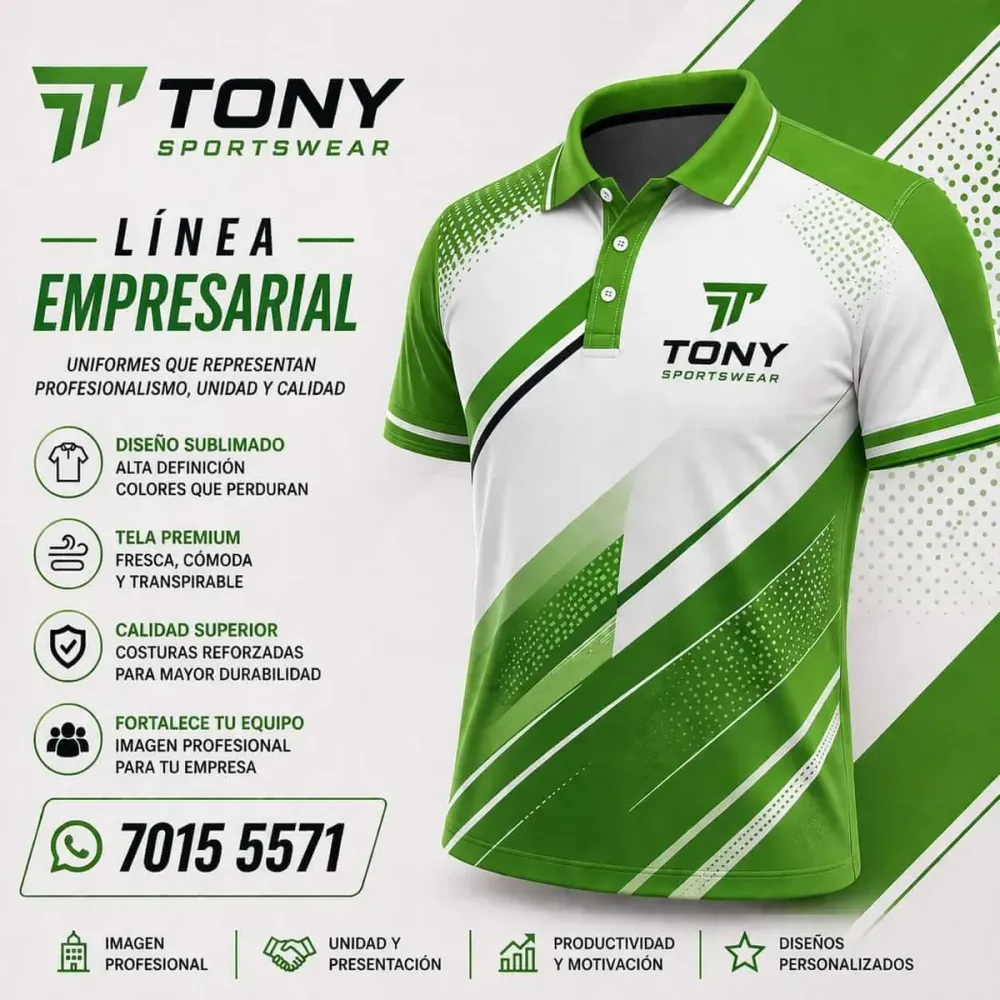 TONY
SPORTSWEAR
LÍNEA
EMPRESARIAL
UNIFORMES QUE REPRESENTAN
PROFESIONALISMO, UNIDAD Y CALIDAD
DISEÑO SUBLIMADO
ALTA DEFINICIÓN
COLORES QUE PERDURAN
TELA PREMIUM
FRESCA, CÓMODA
Y TRANSPIRABLE
CALIDAD SUPERIOR
COSTURAS REFORZADAS
PARA MAYOR DURABILIDAD
FORTALECE TU EQUIPO
IMAGEN PROFESIONAL
PARA TU EMPRESA
7015 5571
TONY
SPORTSWEAR
IMAGEN
PROFESIONAL
UNIDAD Y
PRESENTACIÓN
PRODUCTIVIDAD
Y MOTIVACIÓN
DISEÑOS
PERSONALIZADOS